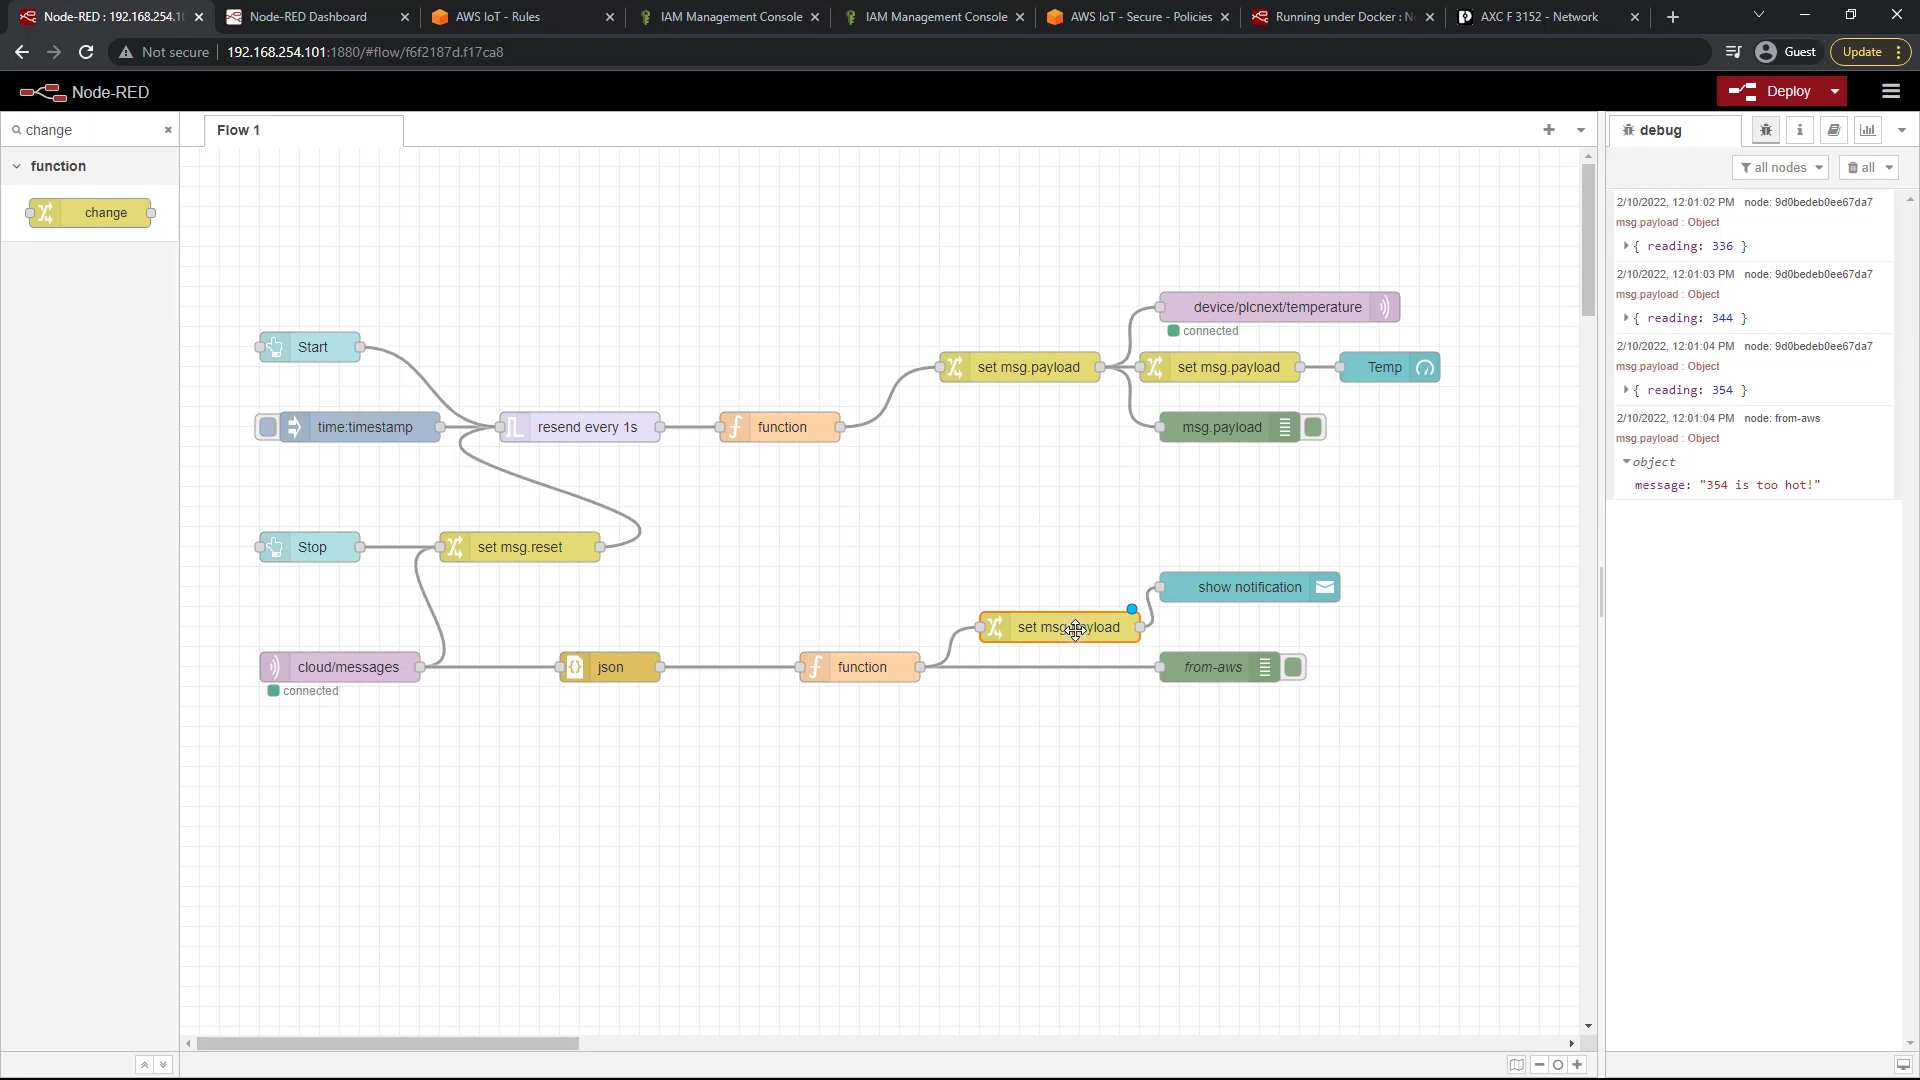 Node-RED : 192.168.254.10
Node-RED Dashboard
AWS IoT - Rules
IAM Management Console
IAM Management Console
AWS IoT - Secure - Policies
Running under Docker : N
AXC F 3152 - Network
Not secure
192.168.254.101:1880/#flow/f6f2187d.f17ca8
Guest
Update
Node-RED
Deploy
change
Flow 1
debug
function
all nodes
all
change
2/10/2022, 12:01:02 PM node: 9d0bedeb0ee67da7
msg.payload : Object
{ reading: 336 }
2/10/2022, 12:01:03 PM node: 9d0bedeb0ee67da7
msg.payload : Object
{ reading: 344 }
2/10/2022, 12:01:04 PM node: 9d0bedeb0ee67da7
msg.payload : Object
{ reading: 354 }
2/10/2022, 12:01:04 PM node: from-aws
msg.payload : Object
object
message: "354 is too hot!"
device/plcnext/temperature
connected
Start
set msg.payload
set msg.payload
Temp
time:timestamp
resend every 1s
function
msg.payload
Stop
set msg.reset
show notification
set msg.payload
cloud/messages
json
function
from-aws
connected